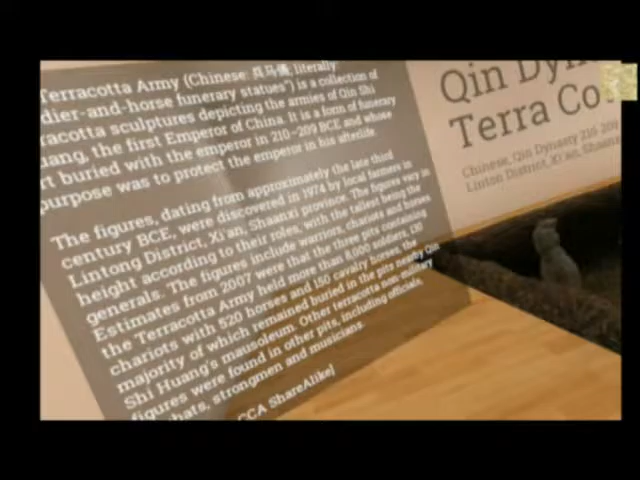 Terracotta Army (Chinese: 兵马俑, literally:
dier-and-horse funerary statues") is a collection of
racotta sculptures depicting the armies of Qin Shi
uang, the first Emperor of China. It is a form of funerary
rt buried with the emperor in 210–209 BCE and whose
purpose was to protect the emperor in his afterlife.
The figures, dating from approximately the late third
century BCE, were discovered in 1974 by local farmers in
Lintong District, Xi'an, Shaanxi province. The figures vary in
height according to their roles, with the tallest being the
generals. The figures include warriors, chariots and horses
Estimates from 2007 were that the three pits containing
the Terracotta Army held more than 8,000 soldiers, 130
chariots with 520 horses and 150 cavalry horses, the
majority of which remained buried in the pits nearby Qin
Shi Huang's mausoleum. Other terracotta non-military
figures were found in other pits, including officials,
bats, strongmen and musicians.
CCA ShareAlike]
Qin Dyn
Terra Co
Chinese, Qin Dynasty 210-209
Linton District, Xi'an, Shaanx